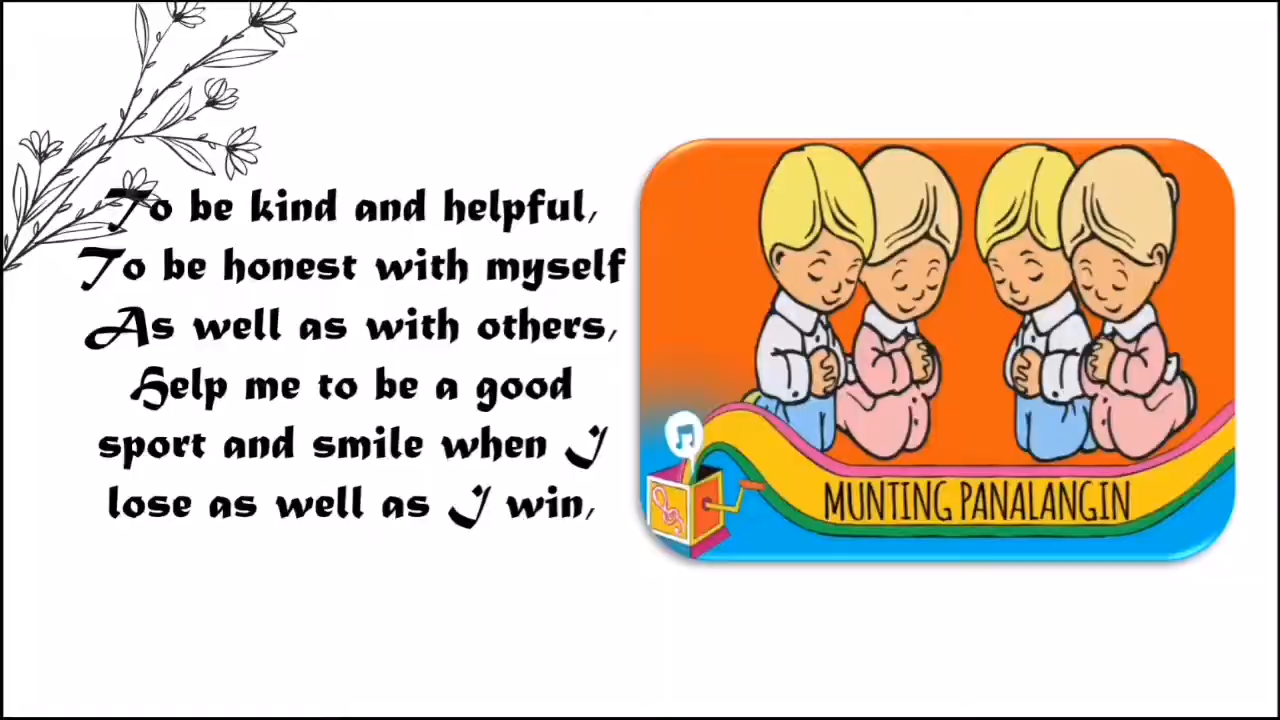 To be kind and helpful,
To be honest with myself
As well as with others,
Help me to be a good
sport and smile when I
lose as well as I win,
MUNTING PANALANGIN